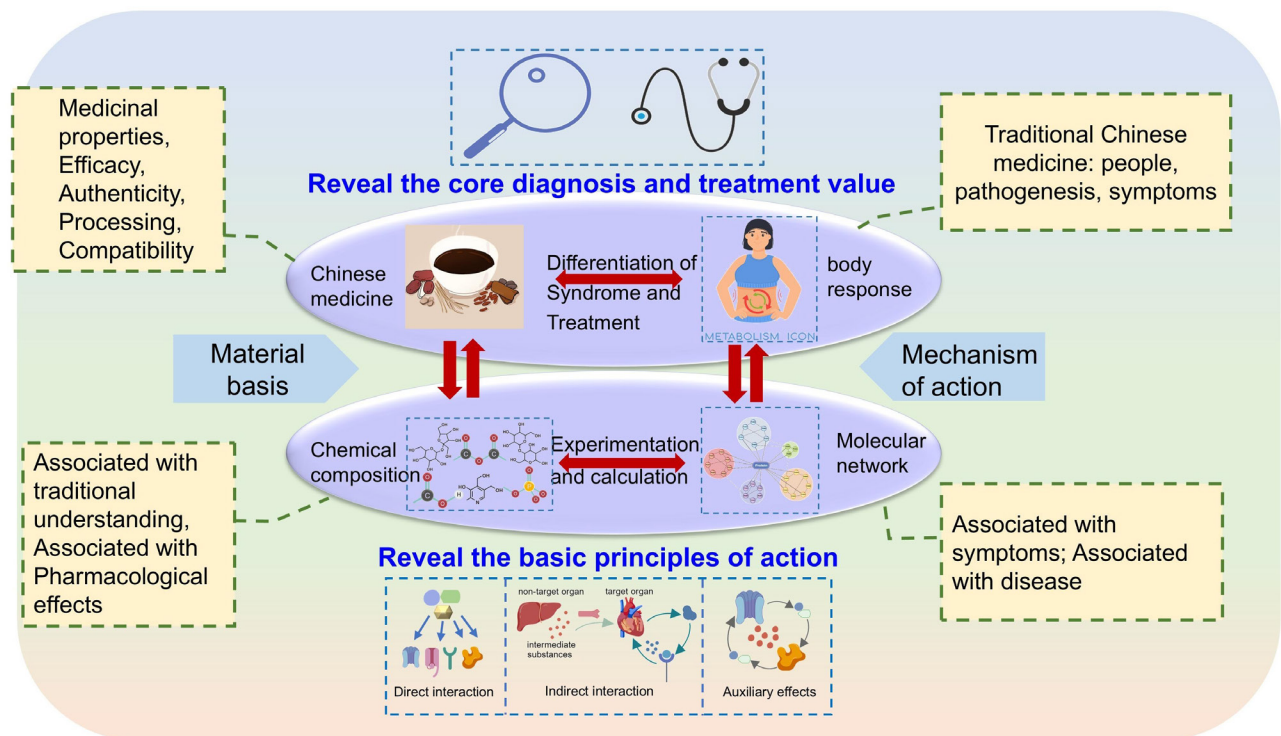 Medicinal
properties,
Efficacy,
Authenticity,
Processing,
Compatibility
Traditional Chinese
medicine: people,
pathogenesis, symptoms
Reveal the core diagnosis and treatment value
Chinese
medicine
Differentiation of
Syndrome and
Treatment
body
response
METABOLISM ICON
Material
basis
Mechanism
of action
Chemical
composition
Experimentation
and calculation
Molecular
network
Associated with
traditional
understanding,
Associated with
Pharmacological
effects
Associated with
symptoms; Associated
with disease
Reveal the basic principles of action
non-target organ
target organ
intermediate
substances
Direct interaction
Indirect interaction
Auxiliary effects